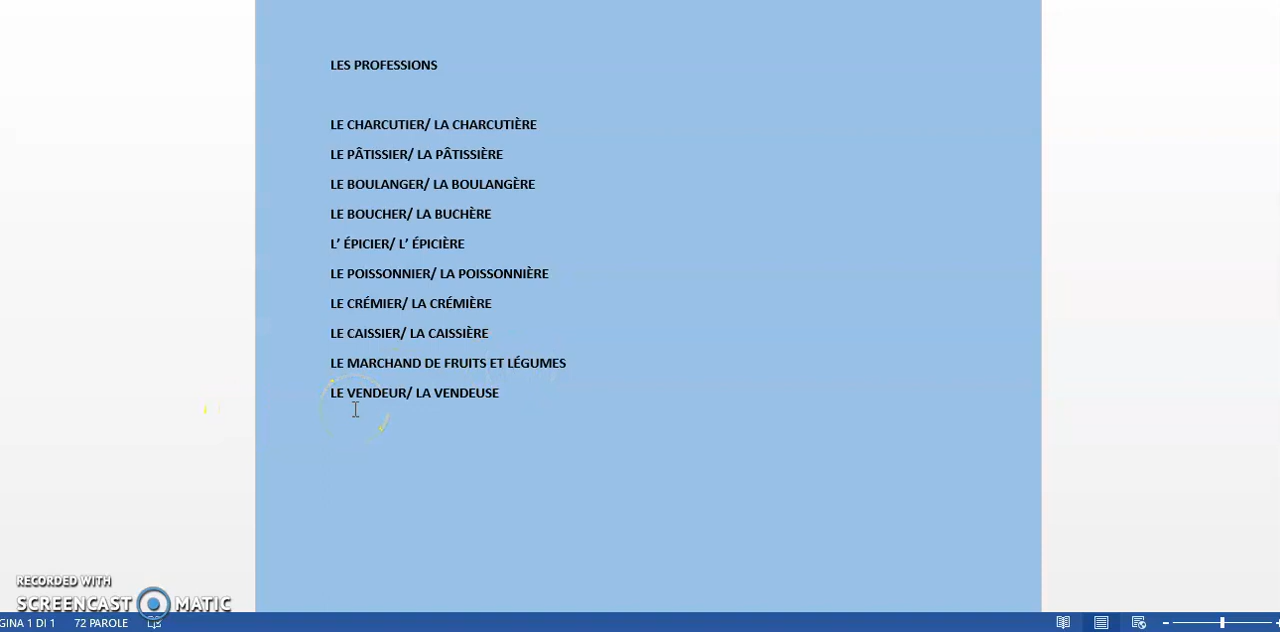 LES PROFESSIONS
LE CHARCUTIER/ LA CHARCUTIÈRE
LE PÂTISSIER/ LA PÂTISSIÈRE
LE BOULANGER/ LA BOULANGÈRE
LE BOUCHER/ LA BUCHÈRE
L’ ÉPICIER/ L’ ÉPICIÈRE
LE POISSONNIER/ LA POISSONNIÈRE
LE CRÉMIER/ LA CRÉMIÈRE
LE CAISSIER/ LA CAISSIÈRE
LE MARCHAND DE FRUITS ET LÉGUMES
LE VENDEUR/ LA VENDEUSE
RECORDED WITH
SCREENCAST MATIC
GINA 1 DI 1 72 PAROLE